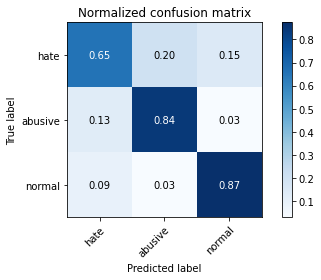 Normalized confusion matrix
True label
hate 0.65 0.20 0.15
abusive 0.13 0.84 0.03
normal 0.09 0.03 0.87
hate abusive normal
Predicted label
0.8
0.7
0.6
0.5
0.4
0.3
0.2
0.1